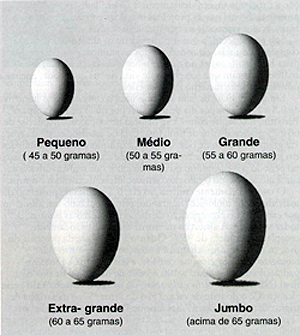 Pequeno
( 45 a 50 gramas)
Médio
(50 a 55 gra-
mas)
Grande
(55 a 60 gramas)
Extra- grande
(60 a 65 gramas)
Jumbo
(acima de 65 gramas)